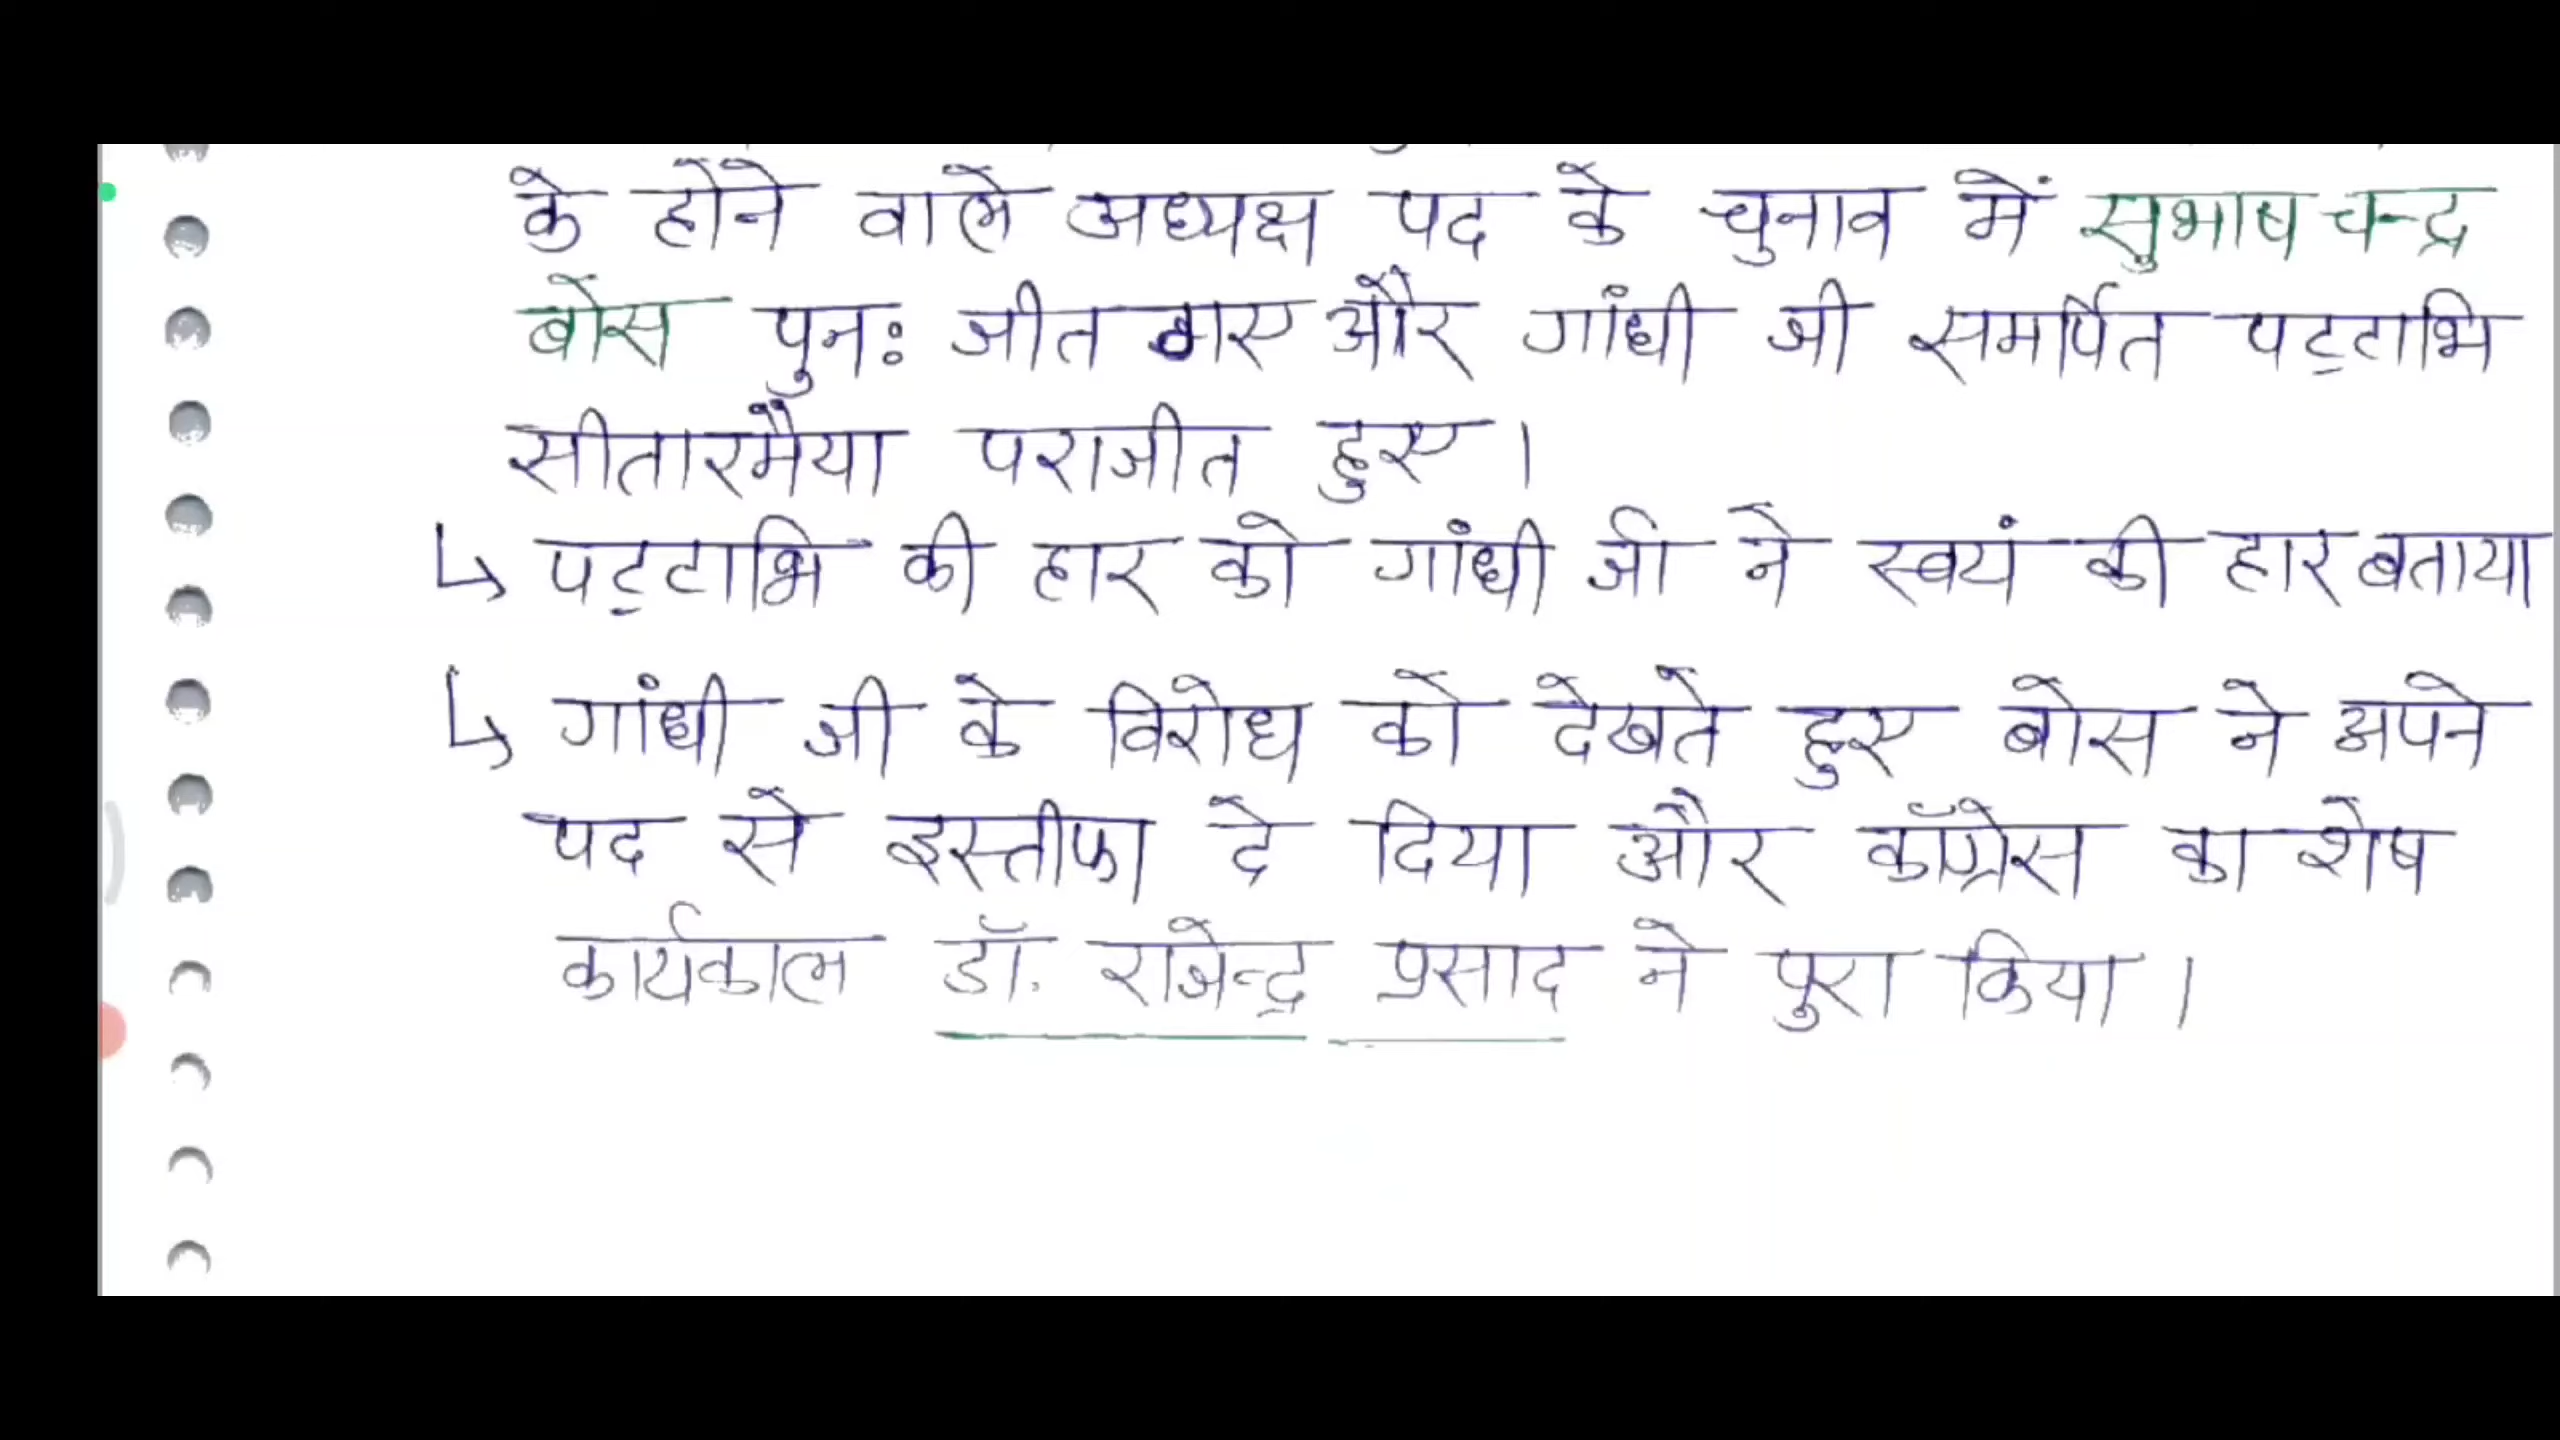 के होने वाले अध्यक्ष पद के चुनाव में सुभाष चन्द्र
बोस पुनः जीत गए और गांधी जी समर्पित पट्टाभि
सीतारमैया पराजीत हुए।
↳ पट्टाभि की हार को गांधी जी ने स्वयं की हार बताया
↳ गांधी जी के विरोध को देखते हुए बोस ने अपने
पद से इस्तीफा दे दिया और कॉग्रेस का शेष
कार्यकाल डॉ. राजेन्द्र प्रसाद ने पुरा किया।